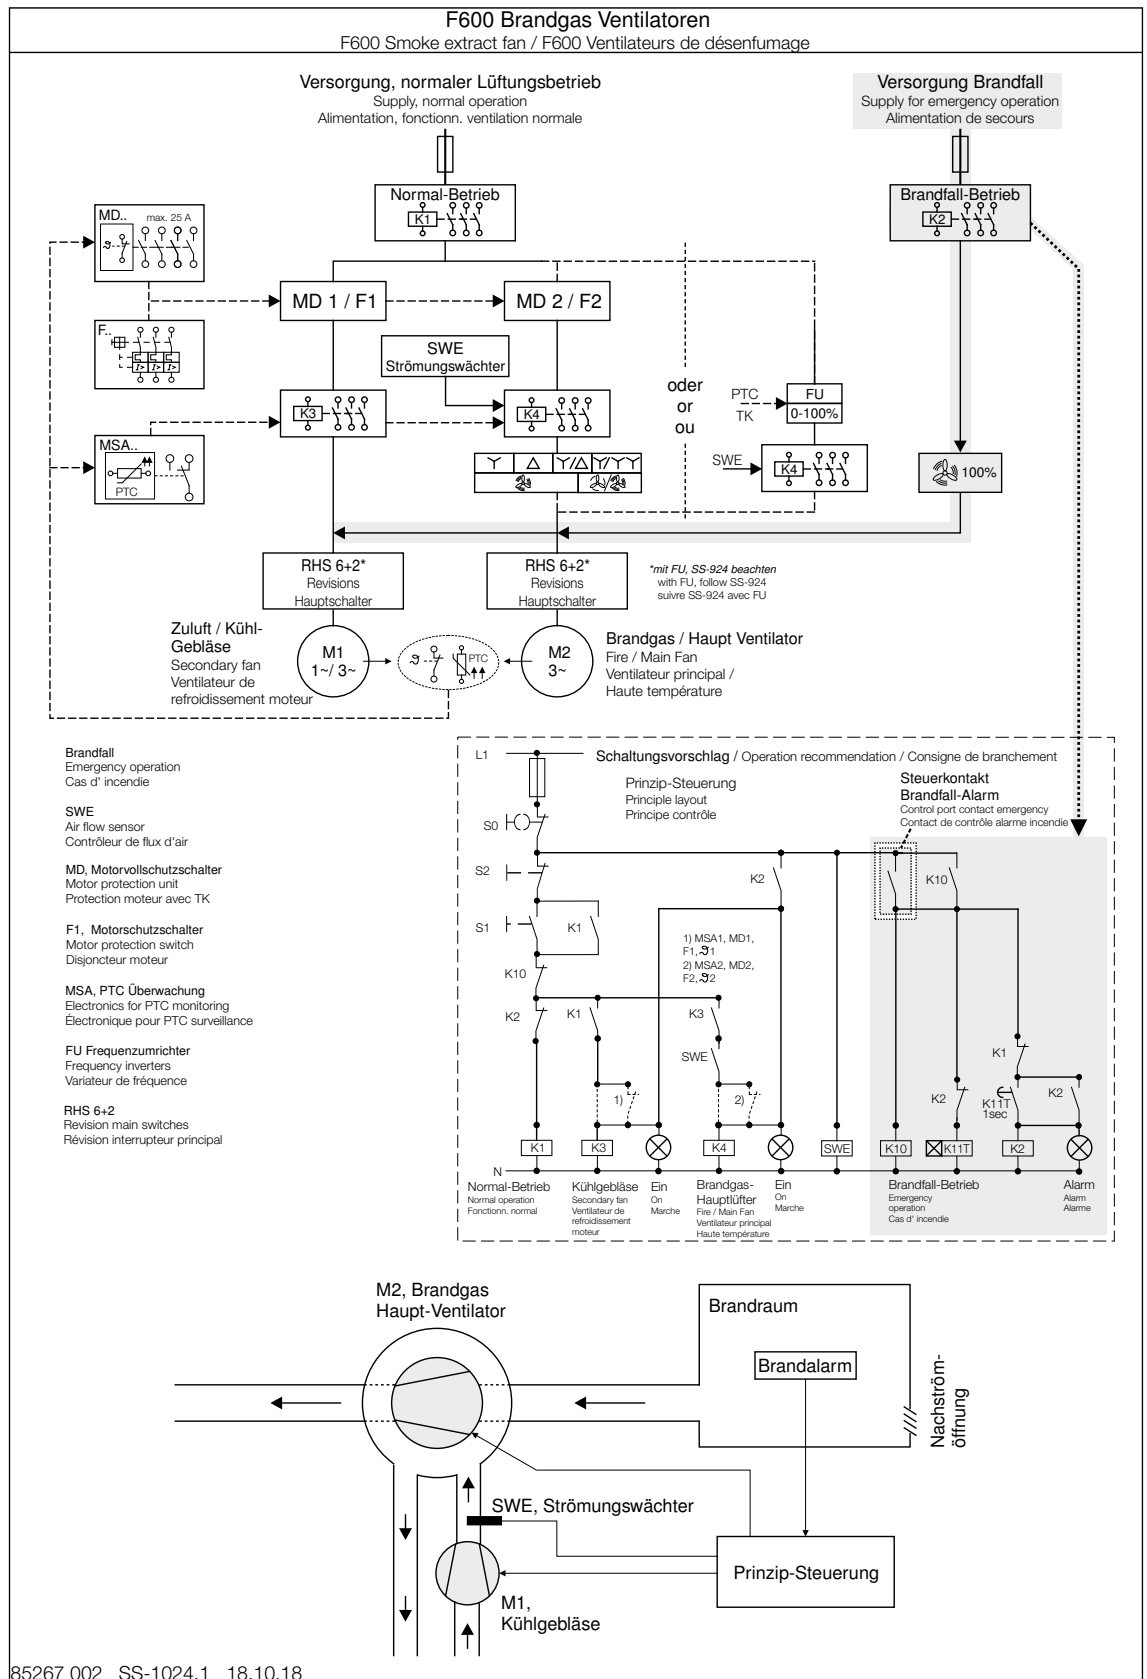 F600 Brandgas Ventilatoren
F600 Smoke extract fan / F600 Ventilateurs de désenfumage
Versorgung, normaler Lüftungsbetrieb
Supply, normal operation
Alimentation, fonctionn. ventilation normale
Versorgung Brandfall
Supply for emergency operation
Alimentation de secours
Normal-Betrieb
K1
Brandfall-Betrieb
K2
MD.. max. 25 A
ϑ
MD 1 / F1
MD 2 / F2
F..
I> I> I>
SWE
Strömungswächter
K3
K4
oder
or
ou
PTC
TK
FU
0-100%
SWE
K4
MSA..
PTC
100%
RHS 6+2*
Revisions
Hauptschalter
RHS 6+2*
Revisions
Hauptschalter
*mit FU, SS-924 beachten
with FU, follow SS-924
suivre SS-924 avec FU
Zuluft / Kühl-
Gebläse
Secondary fan
Ventilateur de
refroidissement moteur
M1
1~/ 3~
ϑ
PTC
M2
3~
Brandgas / Haupt Ventilator
Fire / Main Fan
Ventilateur principal /
Haute température
Brandfall
Emergency operation
Cas d' incendie
SWE
Air flow sensor
Contrôleur de flux d'air
MD, Motorvollschutzschalter
Motor protection unit
Protection moteur avec TK
F1, Motorschutzschalter
Motor protection switch
Disjoncteur moteur
MSA, PTC Überwachung
Electronics for PTC monitoring
Électronique pour PTC surveillance
FU Frequenzumrichter
Frequency inverters
Variateur de fréquence
RHS 6+2
Revision main switches
Révision interrupteur principal
L1
Schaltungsvorschlag / Operation recommendation / Consigne de branchement
Prinzip-Steuerung
Principle layout
Principe contrôle
Steuerkontakt
Brandfall-Alarm
Control port contact emergency
Contact de contrôle alarme incendie
S0
S2
K2
K10
S1
K1
1) MSA1, MD1,
F1, ϑ1
2) MSA2, MD2,
F2, ϑ2
K10
K2
K1
K3
SWE
K1
1)
2)
K2
K11T
1sec
K2
K1
K3
K4
SWE
K10
K11T
K2
N
Normal-Betrieb
Normal operation
Fonctionn. normal
Kühlgebläse
Secondary fan
Ventilateur de
refroidissement
moteur
Ein
On
Marche
Brandgas-
Hauptlüfter
Fire / Main Fan
Ventilateur principal
Haute température
Ein
On
Marche
Brandfall-Betrieb
Emergency
operation
Cas d' incendie
Alarm
Alarm
Alarme
M2, Brandgas
Haupt-Ventilator
Brandraum
Brandalarm
Nachström-
öffnung
SWE, Strömungswächter
Prinzip-Steuerung
M1,
Kühlgebläse
85267 002 SS-1024.1 18.10.18